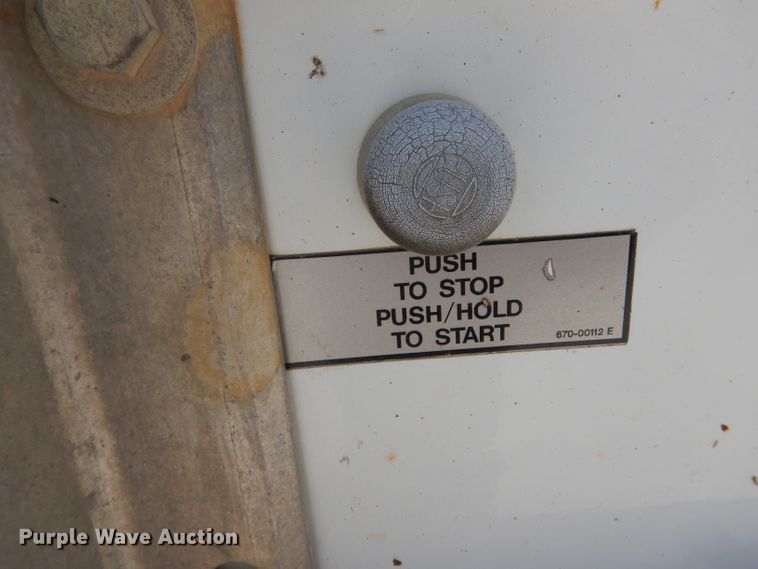 PUSH
TO STOP
PUSH/HOLD
TO START
670-00112 E
Purple Wave Auction